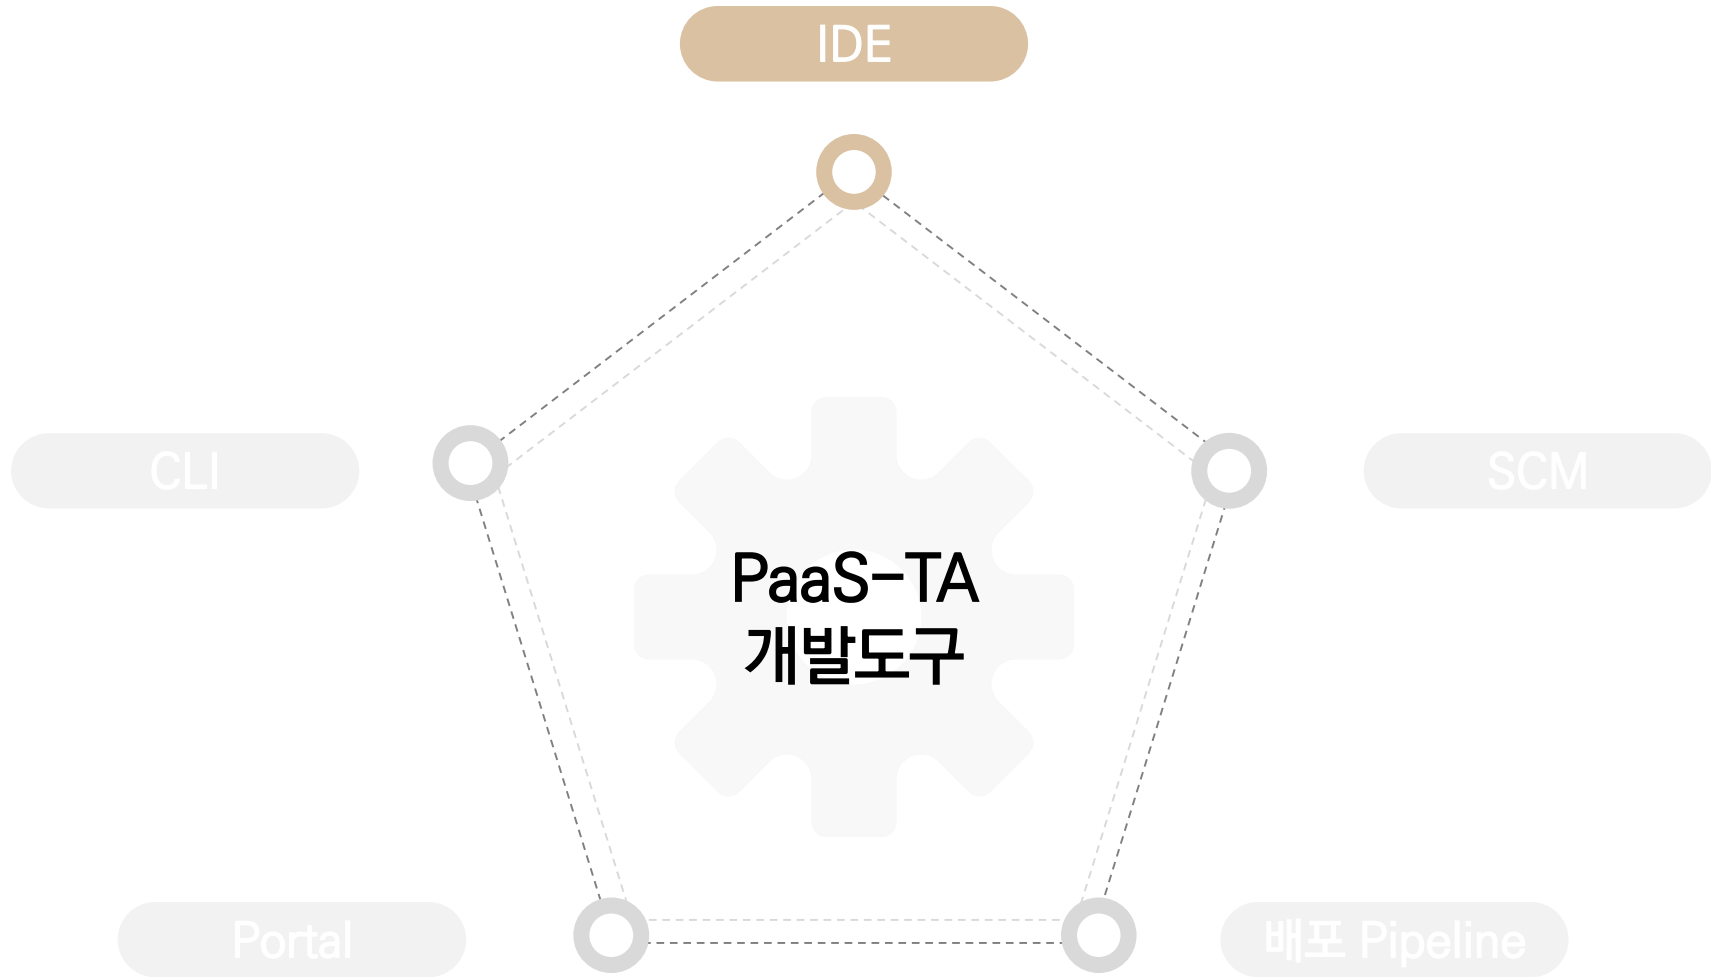 IDE
CLI
SCM
PaaS-TA
개발도구
Portal
배포 Pipeline